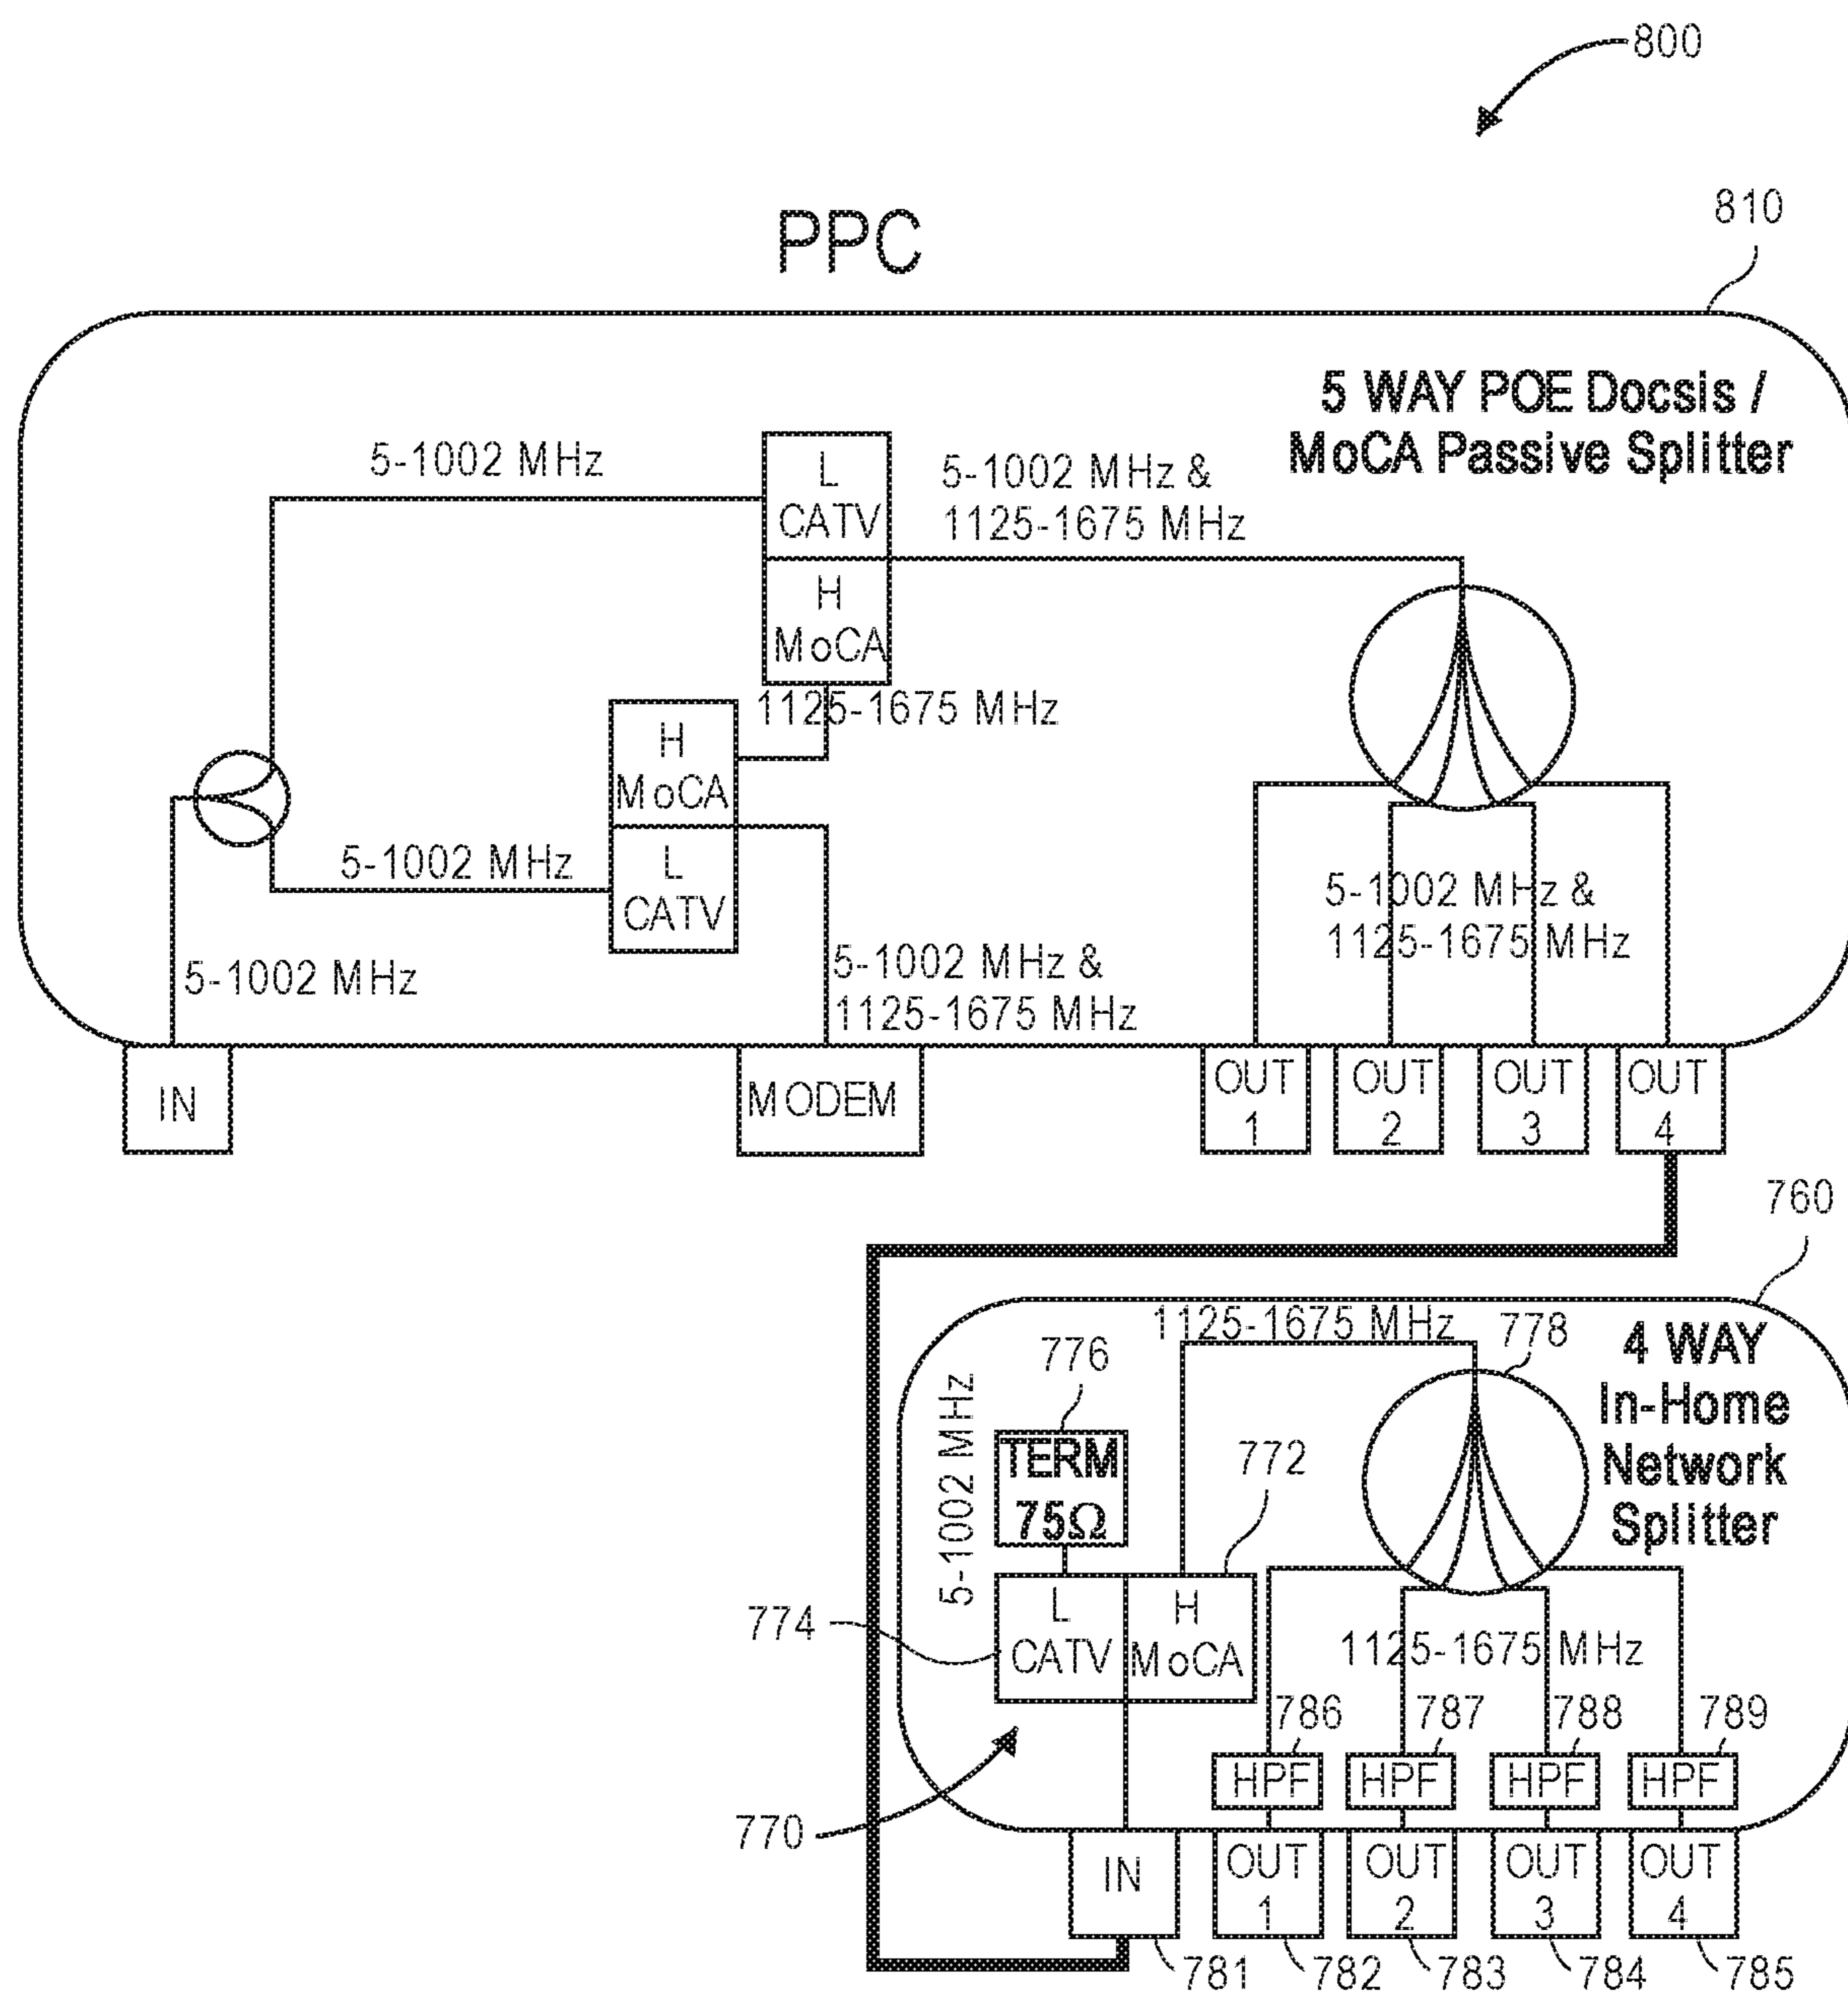 800
810
PPC
5 WAY POE Docsis /
MoCA Passive Splitter
5-1002 MHz
L
CATV
5-1002 MHz &
1125-1675 MHz
H
MoCA
1125-1675 MHz
H
MoCA
L
CATV
5-1002 MHz
5-1002 MHz
5-1002 MHz &
1125-1675 MHz
5-1002 MHz &
1125-1675 MHz
IN
MODEM
OUT
1
OUT
2
OUT
3
OUT
4
760
1125-1675 MHz
778
4 WAY
In-Home
Network
Splitter
776
5-1002 MHz
TERM
75Ω
772
774
L
CATV
H
MoCA
1125-1675 MHz
786
787
788
789
HPF
HPF
HPF
HPF
770
IN
OUT
1
OUT
2
OUT
3
OUT
4
781
782
783
784
785